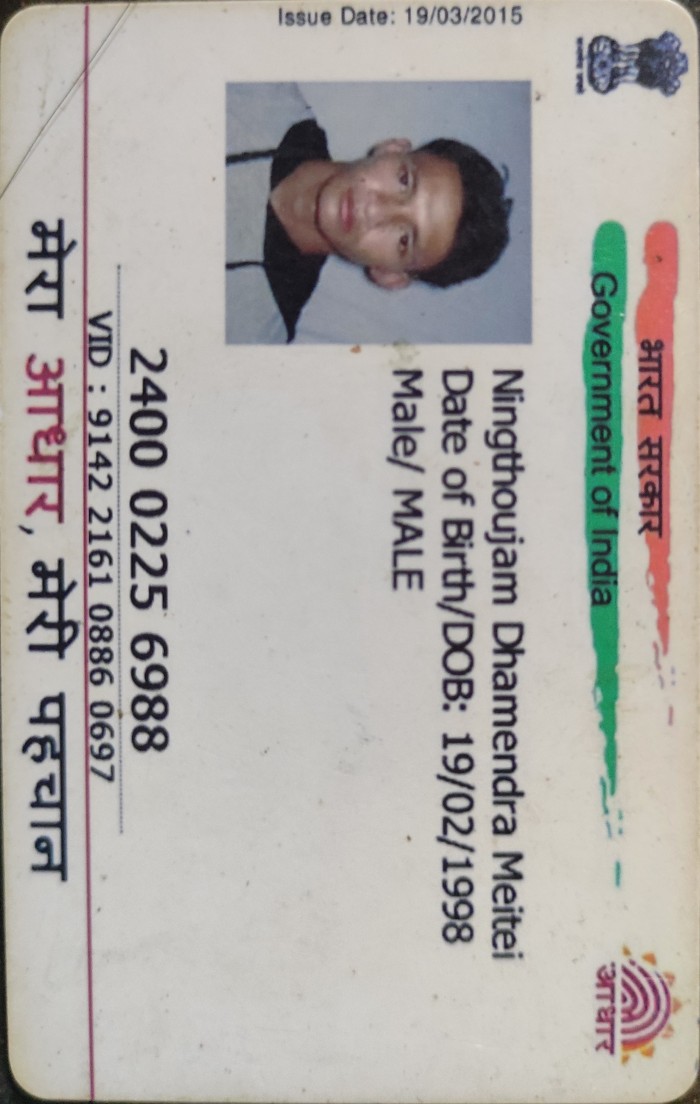 Issue Date: 19/03/2015
भारत सरकार
Government of India
Ningthoujam Dhamendra Meitei
Date of Birth/DOB: 19/02/1998
Male/ MALE
2400 0225 6988
VID : 9142 2161 0886 0697
मेरा आधार, मेरी पहचान
आधार